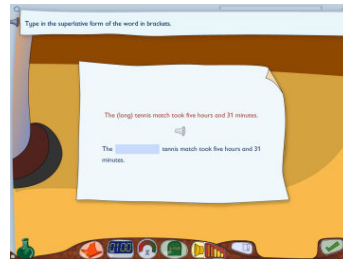 Type in the superlative form of the word in brackets.
The (long) tennis match took five hours and 31 minutes.
The tennis match took five hours and 31
minutes.
0100